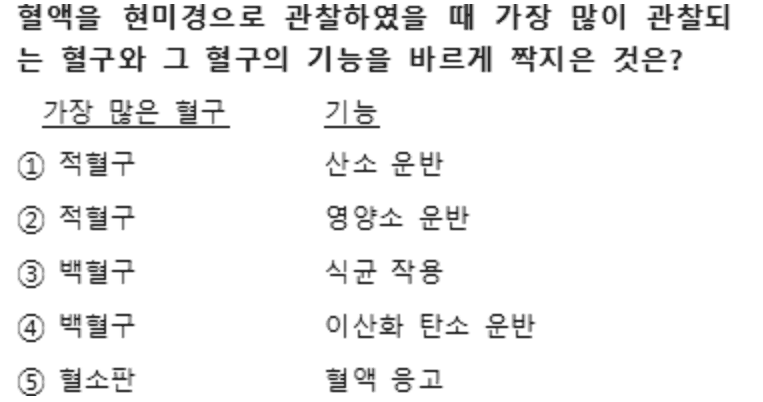 혈액을 현미경으로 관찰하였을 때 가장 많이 관찰되
는 혈구와 그 혈구의 기능을 바르게 짝지은 것은?
가장 많은 혈구 기능
① 적혈구 산소 운반
② 적혈구 영양소 운반
③ 백혈구 식균 작용
④ 백혈구 이산화 탄소 운반
⑤ 혈소판 혈액 응고